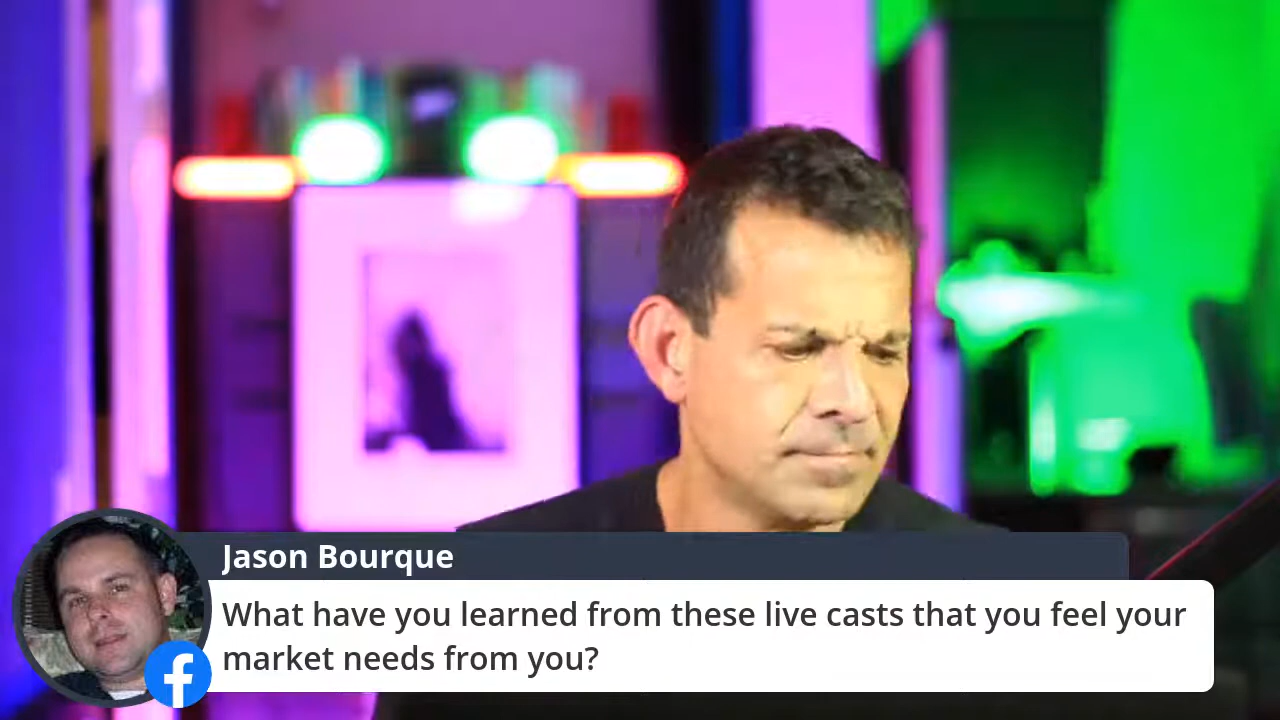 Jason Bourque
What have you learned from these live casts that you feel your
market needs from you?